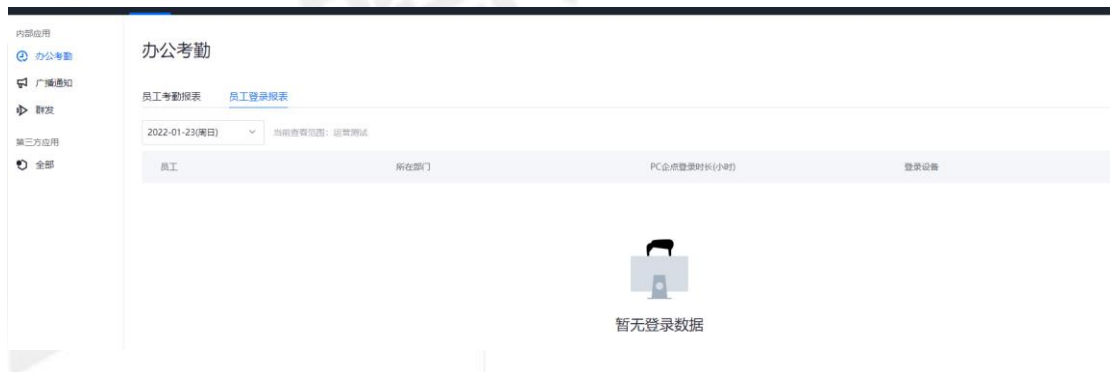 内部应用
办公考勤
广播通知
群发
第三方应用
全部
办公考勤
员工考勤报表 员工登录报表
2022-01-23(周日) 当前查看范围：运营测试
员工 所在部门 PC企点登录时长(小时) 登录设备
暂无登录数据